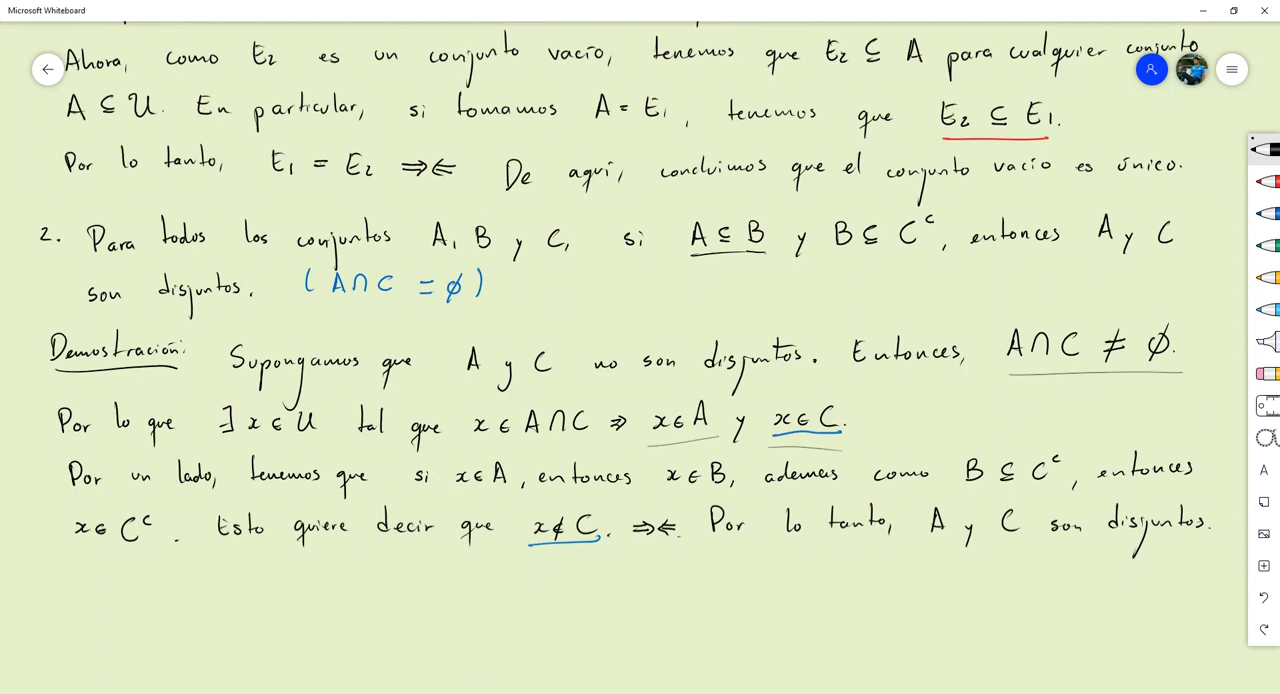 Microsoft Whiteboard
Ahora, como E₂ es un conjunto vacío, tenemos que E₂ ⊆ A para cualquier conjunto
A ⊆ U. En particular, si tomamos A = E₁, tenemos que E₂ ⊆ E₁.
Por lo tanto, E₁ = E₂ ⇒⇐ De aquí, concluimos que el conjunto vacío es único.
2. Para todos los conjuntos A, B y C, si A ⊆ B y B ⊆ Cᶜ, entonces A y C
son disjuntos. (A ∩ C = ∅)
Demostración: Supongamos que A y C no son disjuntos. Entonces, A ∩ C ≠ ∅.
Por lo que ∃ x ∈ U tal que x ∈ A ∩ C ⇒ x ∈ A y x ∈ C.
Por un lado, tenemos que si x ∈ A, entonces x ∈ B, ademas como B ⊆ Cᶜ, entonces
x ∈ Cᶜ. Esto quiere decir que x ∉ C. ⇒⇐. Por lo tanto, A y C son disjuntos.
A